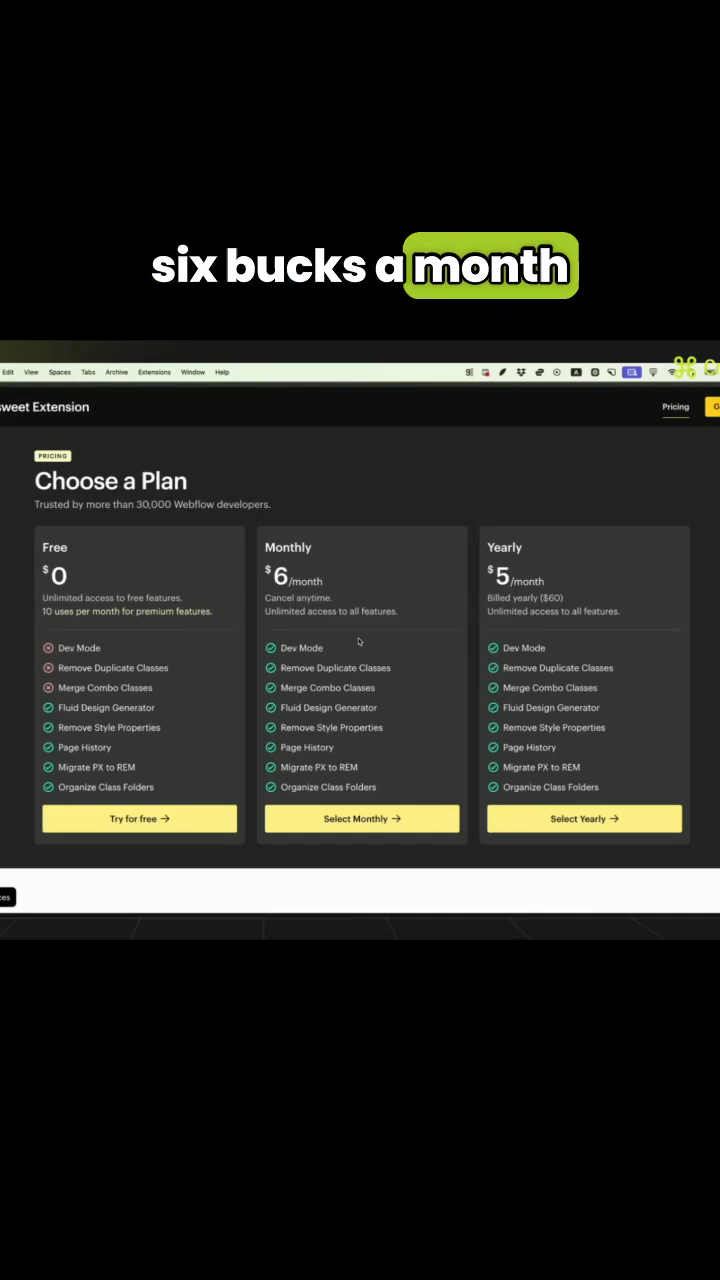 six bucks a month
Edit View Spaces Tabs Archive Extensions Window Help
sweet Extension
Pricing
PRICING
Choose a Plan
Trusted by more than 30,000 Webflow developers.
Free
$0
Unlimited access to free features.
10 uses per month for premium features.
Dev Mode
Remove Duplicate Classes
Merge Combo Classes
Fluid Design Generator
Remove Style Properties
Page History
Migrate PX to REM
Organize Class Folders
Try for free →
Monthly
$6/month
Cancel anytime.
Unlimited access to all features.
Dev Mode
Remove Duplicate Classes
Merge Combo Classes
Fluid Design Generator
Remove Style Properties
Page History
Migrate PX to REM
Organize Class Folders
Select Monthly →
Yearly
$5/month
Billed yearly ($60)
Unlimited access to all features.
Dev Mode
Remove Duplicate Classes
Merge Combo Classes
Fluid Design Generator
Remove Style Properties
Page History
Migrate PX to REM
Organize Class Folders
Select Yearly →